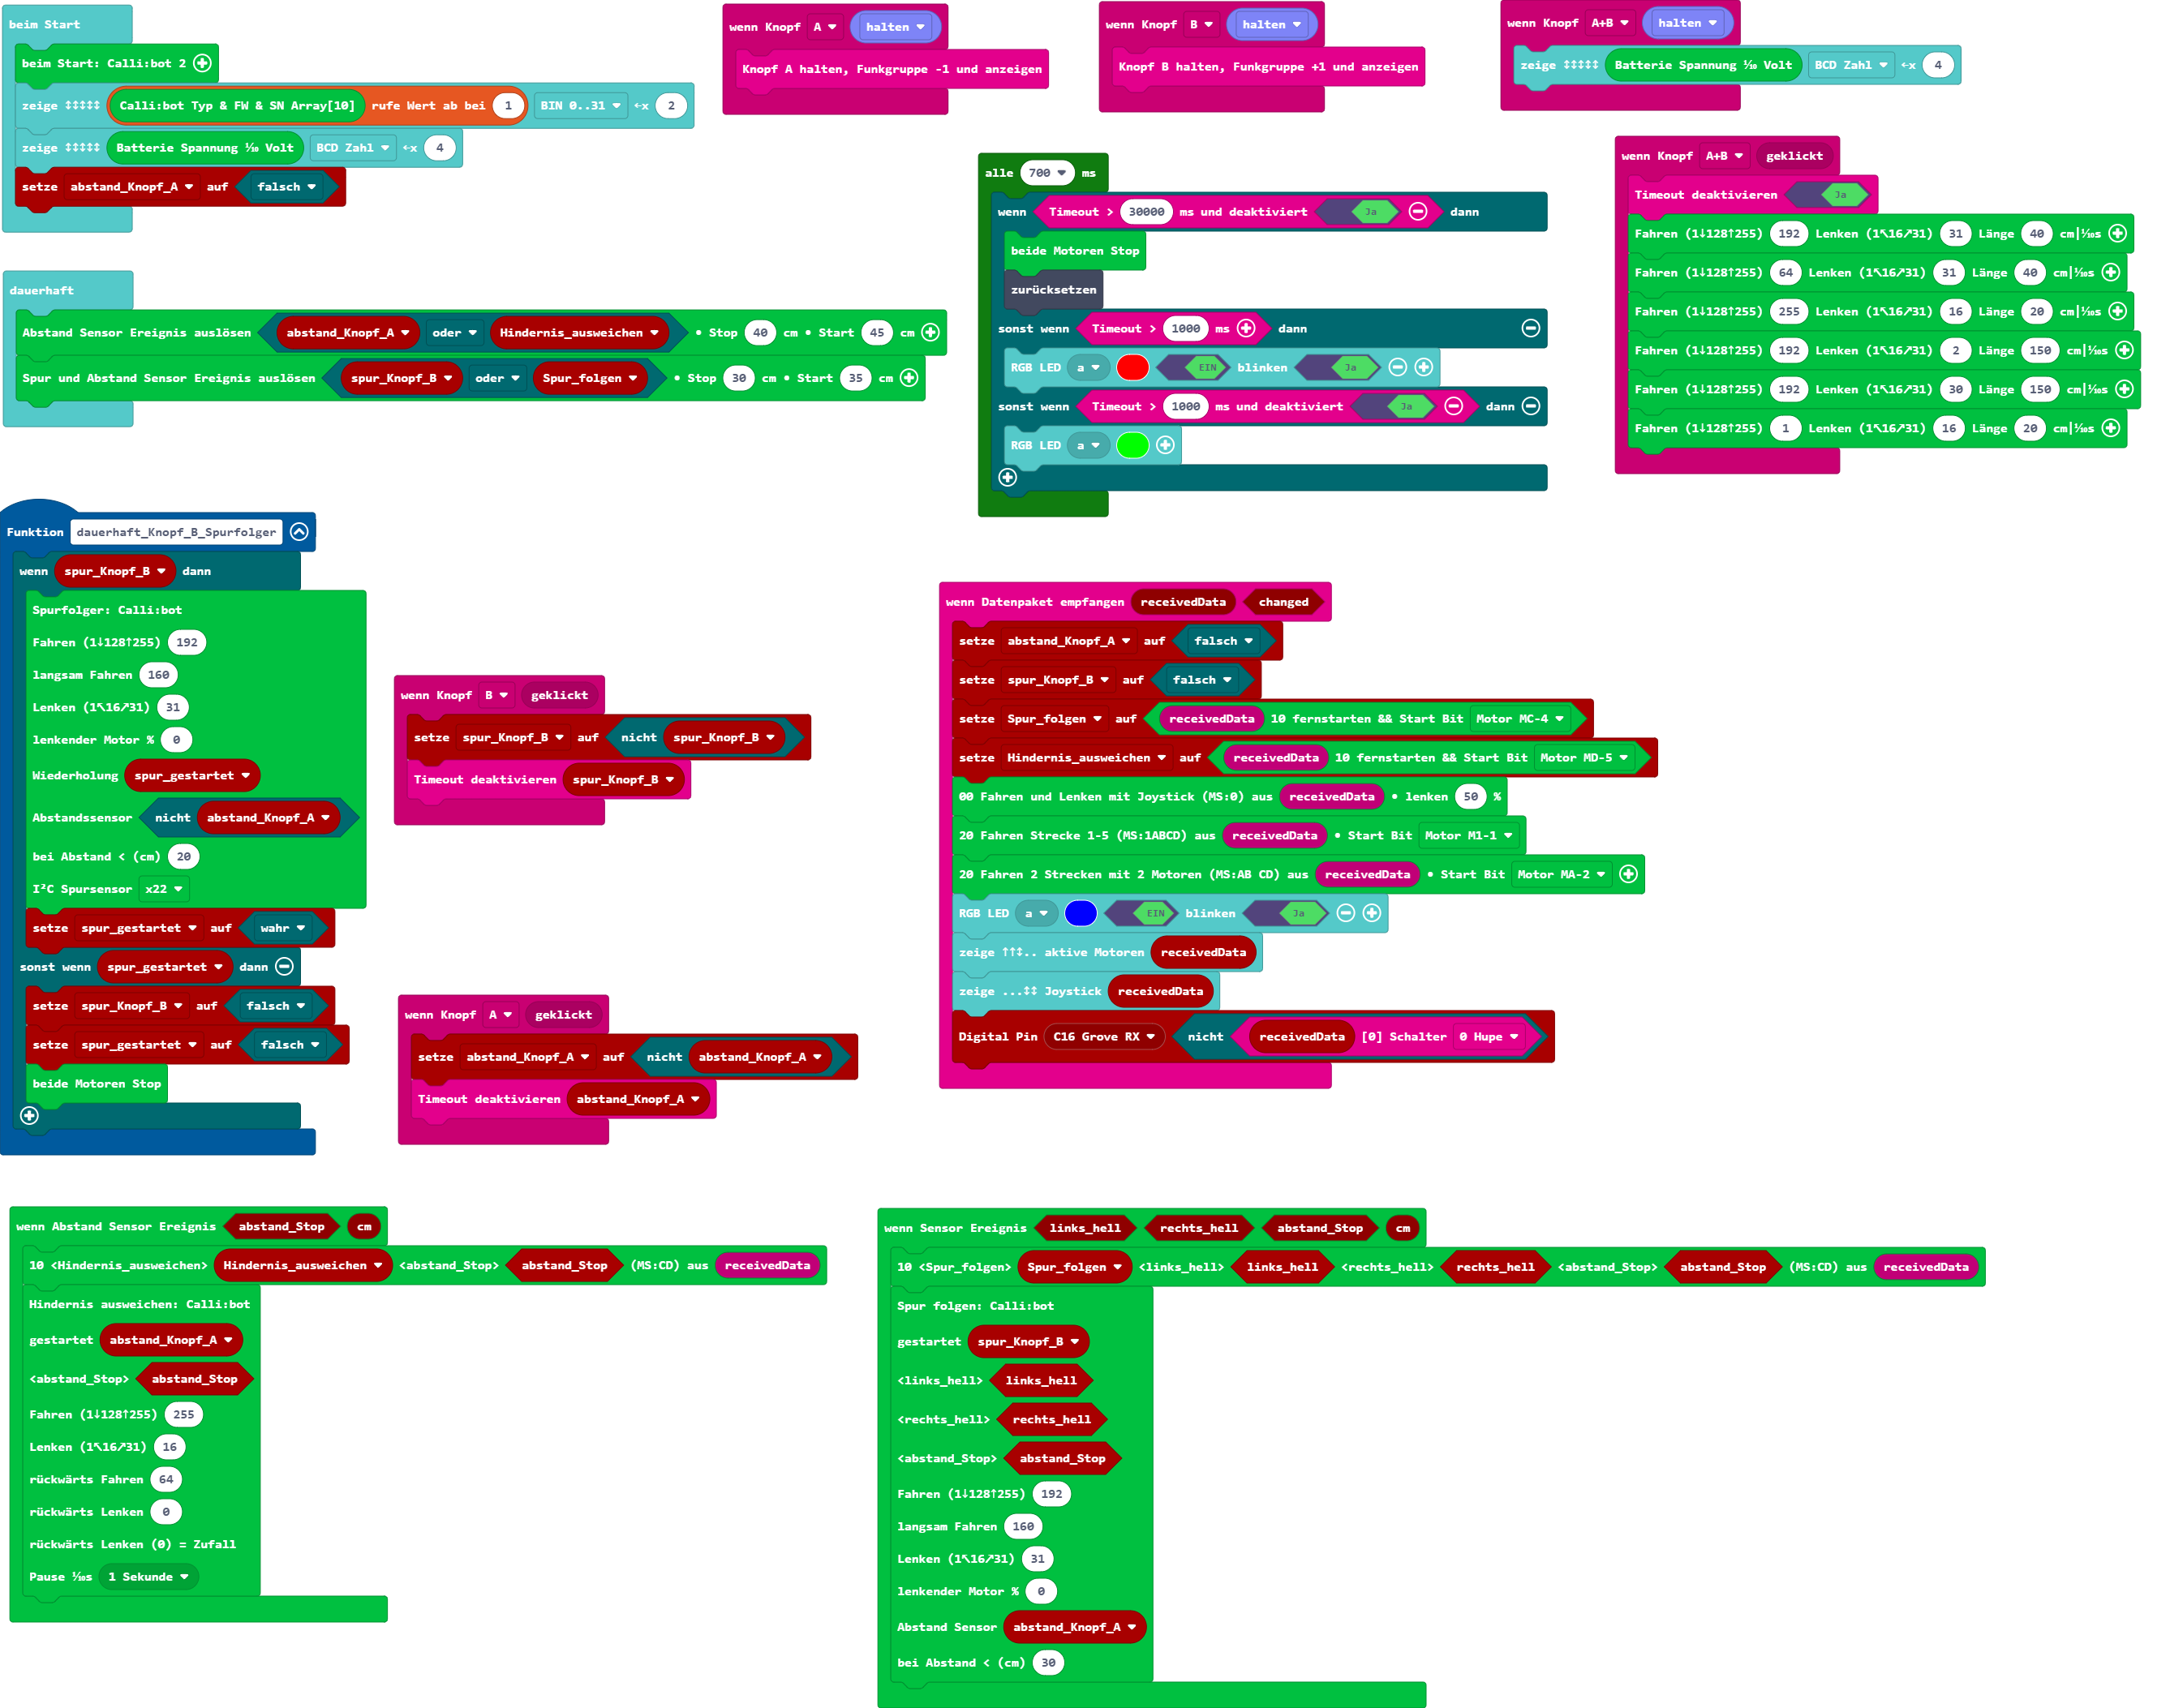 beim Start
beim Start: Calli:bot 2
zeige ↕↕↕↕↕ Calli:bot Typ & FW & SN Array[10] rufe Wert ab bei 1 BIN 0..31 ←x 2
zeige ↕↕↕↕↕ Batterie Spannung ⅒ Volt BCD Zahl ←x 4
setze abstand_Knopf_A auf falsch
wenn Knopf A halten
Knopf A halten, Funkgruppe -1 und anzeigen
wenn Knopf B halten
Knopf B halten, Funkgruppe +1 und anzeigen
wenn Knopf A+B halten
zeige ↕↕↕↕↕ Batterie Spannung ⅒ Volt BCD Zahl ←x 4
dauerhaft
Abstand Sensor Ereignis auslösen abstand_Knopf_A oder Hindernis_ausweichen • Stop 40 cm • Start 45 cm
Spur und Abstand Sensor Ereignis auslösen spur_Knopf_B oder Spur_folgen • Stop 30 cm • Start 35 cm
alle 700 ms
wenn Timeout > 30000 ms und deaktiviert Ja dann
beide Motoren Stop
zurücksetzen
sonst wenn Timeout > 1000 ms dann
RGB LED a EIN blinken Ja
sonst wenn Timeout > 1000 ms und deaktiviert Ja dann
RGB LED a
wenn Knopf A+B geklickt
Timeout deaktivieren Ja
Fahren (1↓128↑255) 192 Lenken (1↖16↗31) 31 Länge 40 cm|⅒s
Fahren (1↓128↑255) 64 Lenken (1↖16↗31) 31 Länge 40 cm|⅒s
Fahren (1↓128↑255) 255 Lenken (1↖16↗31) 16 Länge 20 cm|⅒s
Fahren (1↓128↑255) 192 Lenken (1↖16↗31) 2 Länge 150 cm|⅒s
Fahren (1↓128↑255) 192 Lenken (1↖16↗31) 30 Länge 150 cm|⅒s
Fahren (1↓128↑255) 1 Lenken (1↖16↗31) 16 Länge 20 cm|⅒s
Funktion dauerhaft_Knopf_B_Spurfolger
wenn spur_Knopf_B dann
Spurfolger: Calli:bot
Fahren (1↓128↑255) 192
langsam Fahren 160
Lenken (1↖16↗31) 31
lenkender Motor % 0
Wiederholung spur_gestartet
Abstandssensor nicht abstand_Knopf_A
bei Abstand < (cm) 20
I²C Spursensor x22
setze spur_gestartet auf wahr
sonst wenn spur_gestartet dann
setze spur_Knopf_B auf falsch
setze spur_gestartet auf falsch
beide Motoren Stop
wenn Knopf B geklickt
setze spur_Knopf_B auf nicht spur_Knopf_B
Timeout deaktivieren spur_Knopf_B
wenn Knopf A geklickt
setze abstand_Knopf_A auf nicht abstand_Knopf_A
Timeout deaktivieren abstand_Knopf_A
wenn Datenpaket empfangen receivedData changed
setze abstand_Knopf_A auf falsch
setze spur_Knopf_B auf falsch
setze Spur_folgen auf receivedData 10 fernstarten && Start Bit Motor MC-4
setze Hindernis_ausweichen auf receivedData 10 fernstarten && Start Bit Motor MD-5
00 Fahren und Lenken mit Joystick (MS:0) aus receivedData • lenken 50 %
20 Fahren Strecke 1-5 (MS:1ABCD) aus receivedData • Start Bit Motor M1-1
20 Fahren 2 Strecken mit 2 Motoren (MS:AB CD) aus receivedData • Start Bit Motor MA-2
RGB LED a EIN blinken Ja
zeige ↑↑↕.. aktive Motoren receivedData
zeige ...↕↕ Joystick receivedData
Digital Pin C16 Grove RX nicht receivedData [0] Schalter 0 Hupe
wenn Abstand Sensor Ereignis abstand_Stop cm
10 <Hindernis_ausweichen> Hindernis_ausweichen <abstand_Stop> abstand_Stop (MS:CD) aus receivedData
Hindernis ausweichen: Calli:bot
gestartet abstand_Knopf_A
<abstand_Stop> abstand_Stop
Fahren (1↓128↑255) 255
Lenken (1↖16↗31) 16
rückwärts Fahren 64
rückwärts Lenken 0
rückwärts Lenken (0) = Zufall
Pause ⅒s 1 Sekunde
wenn Sensor Ereignis links_hell rechts_hell abstand_Stop cm
10 <Spur_folgen> Spur_folgen <links_hell> links_hell <rechts_hell> rechts_hell <abstand_Stop> abstand_Stop (MS:CD) aus receivedData
Spur folgen: Calli:bot
gestartet spur_Knopf_B
<links_hell> links_hell
<rechts_hell> rechts_hell
<abstand_Stop> abstand_Stop
Fahren (1↓128↑255) 192
langsam Fahren 160
Lenken (1↖16↗31) 31
lenkender Motor % 0
Abstand Sensor abstand_Knopf_A
bei Abstand < (cm) 30